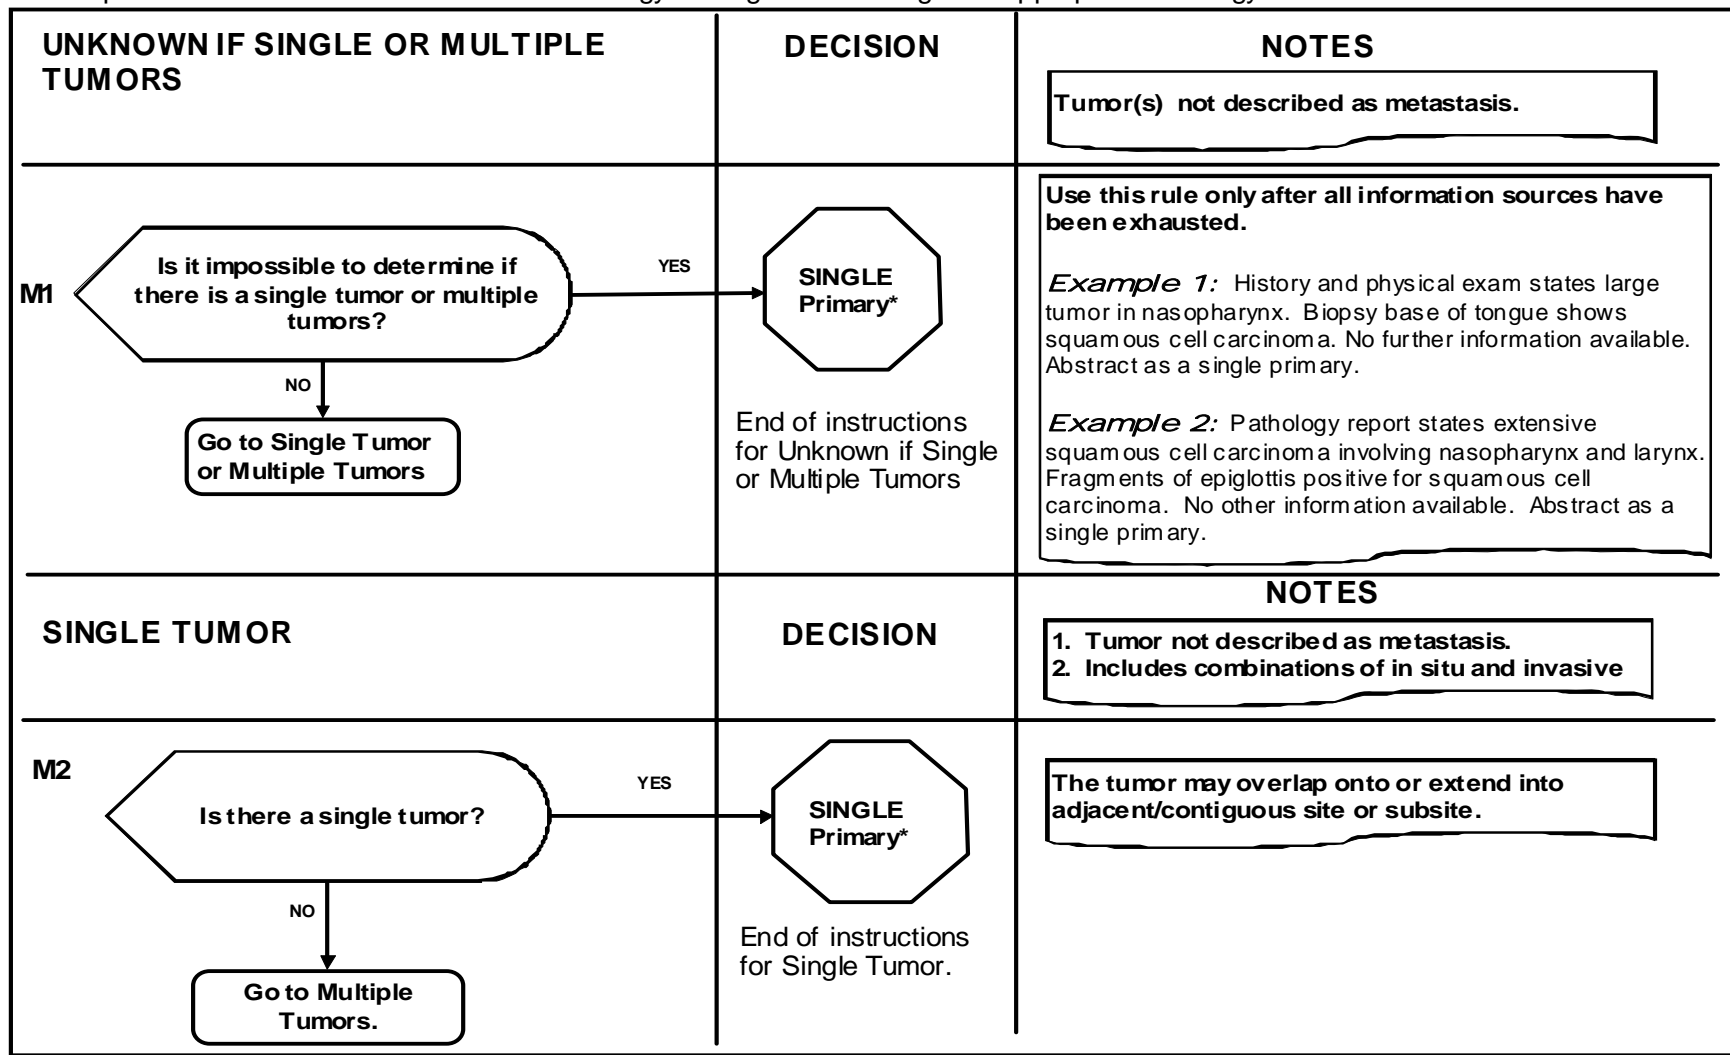 UNKNOWN IF SINGLE OR MULTIPLE
TUMORS
DECISION
NOTES
Tumor(s) not described as metastasis.
M1
Is it impossible to determine if
there is a single tumor or multiple
tumors?
YES
NO
Go to Single Tumor
or Multiple Tumors
SINGLE
Primary*
End of instructions
for Unknown if Single
or Multiple Tumors
Use this rule only after all information sources have
been exhausted.
Example 1: History and physical exam states large
tumor in nasopharynx. Biopsy base of tongue shows
squamous cell carcinoma. No further information available.
Abstract as a single primary.
Example 2: Pathology report states extensive
squamous cell carcinoma involving nasopharynx and larynx.
Fragments of epiglottis positive for squamous cell
carcinoma. No other information available. Abstract as a
single primary.
SINGLE TUMOR
DECISION
NOTES
1. Tumor not described as metastasis.
2. Includes combinations of in situ and invasive
M2
Is there a single tumor?
YES
NO
Go to Multiple
Tumors.
SINGLE
Primary*
End of instructions
for Single Tumor.
The tumor may overlap onto or extend into
adjacent/contiguous site or subsite.